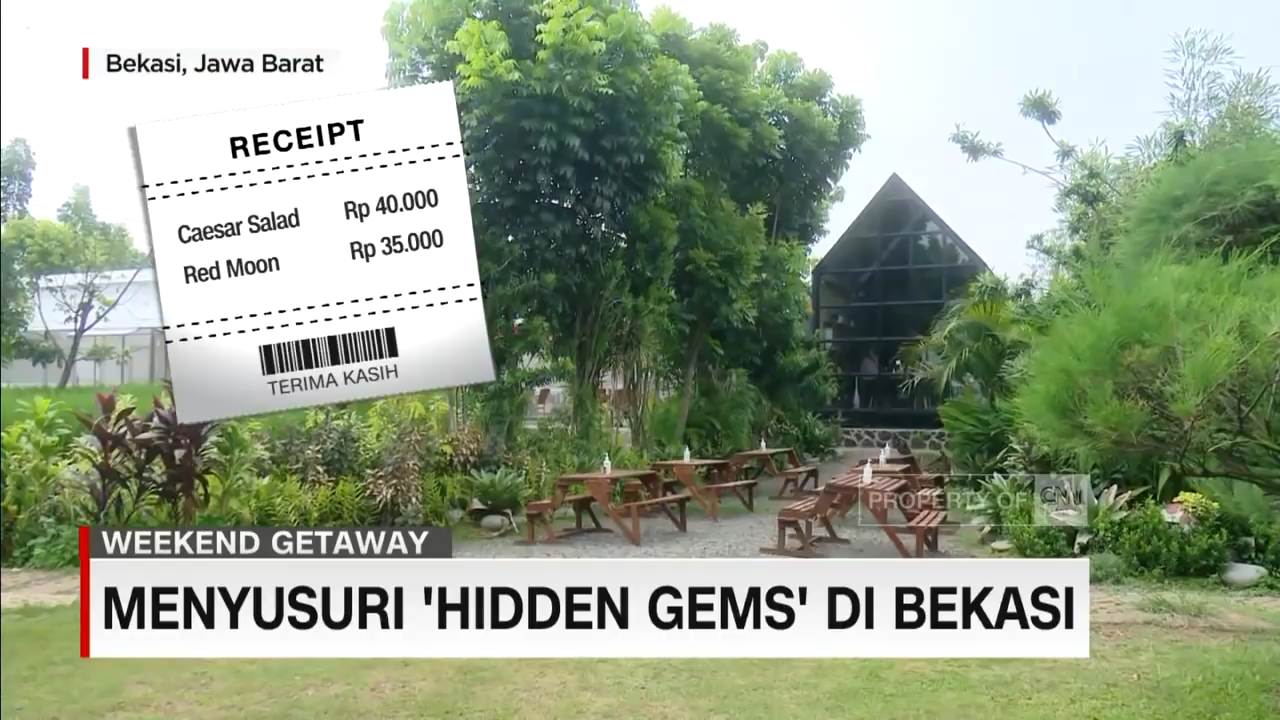 Bekasi, Jawa Barat
RECEIPT
Caesar Salad Rp 40.000
Red Moon Rp 35.000
TERIMA KASIH
PROPERTY OF CNN
WEEKEND GETAWAY
MENYUSURI 'HIDDEN GEMS' DI BEKASI